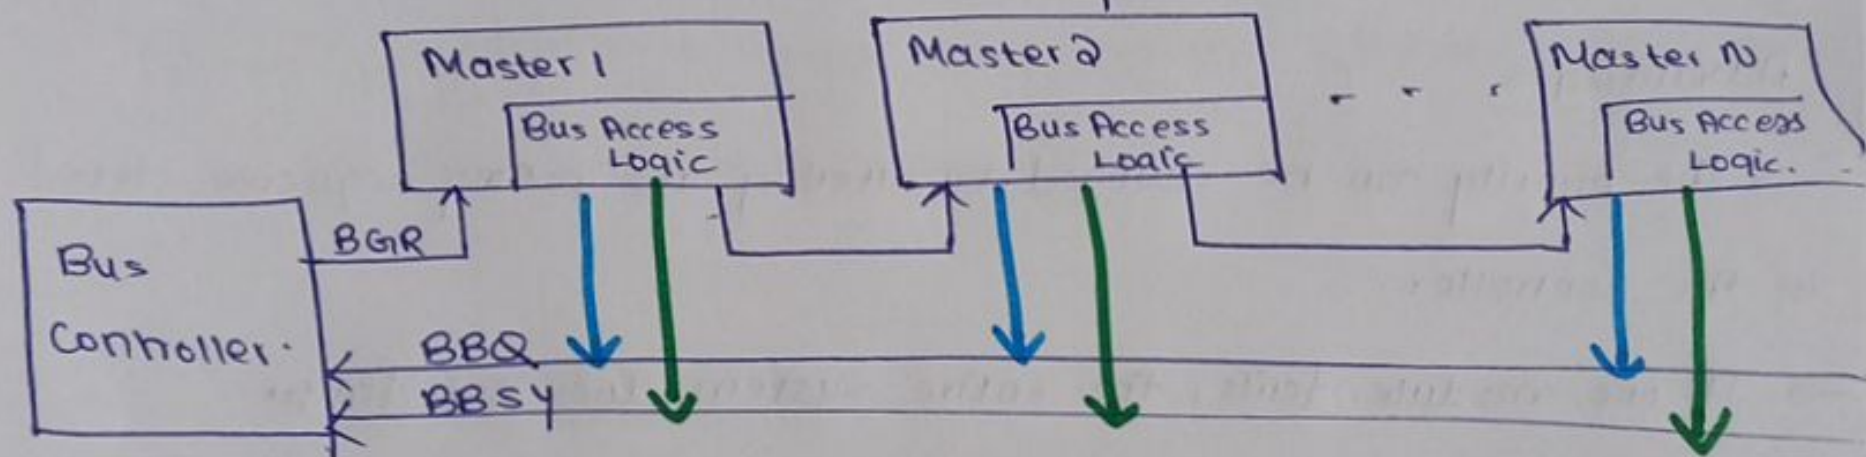 Master 1
Bus Access
Logic
Master 2
Bus Access
Logic
Master N
Bus Access
Logic.
Bus
Controller.
BGR
BBQ
BBSY